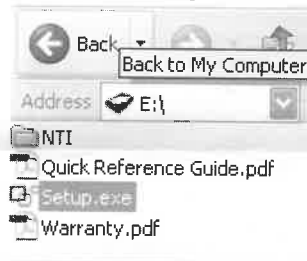 Back
Back to My Computer
Address E:\
NTI
Quick Reference Guide.pdf
Setup.exe
Warranty.pdf